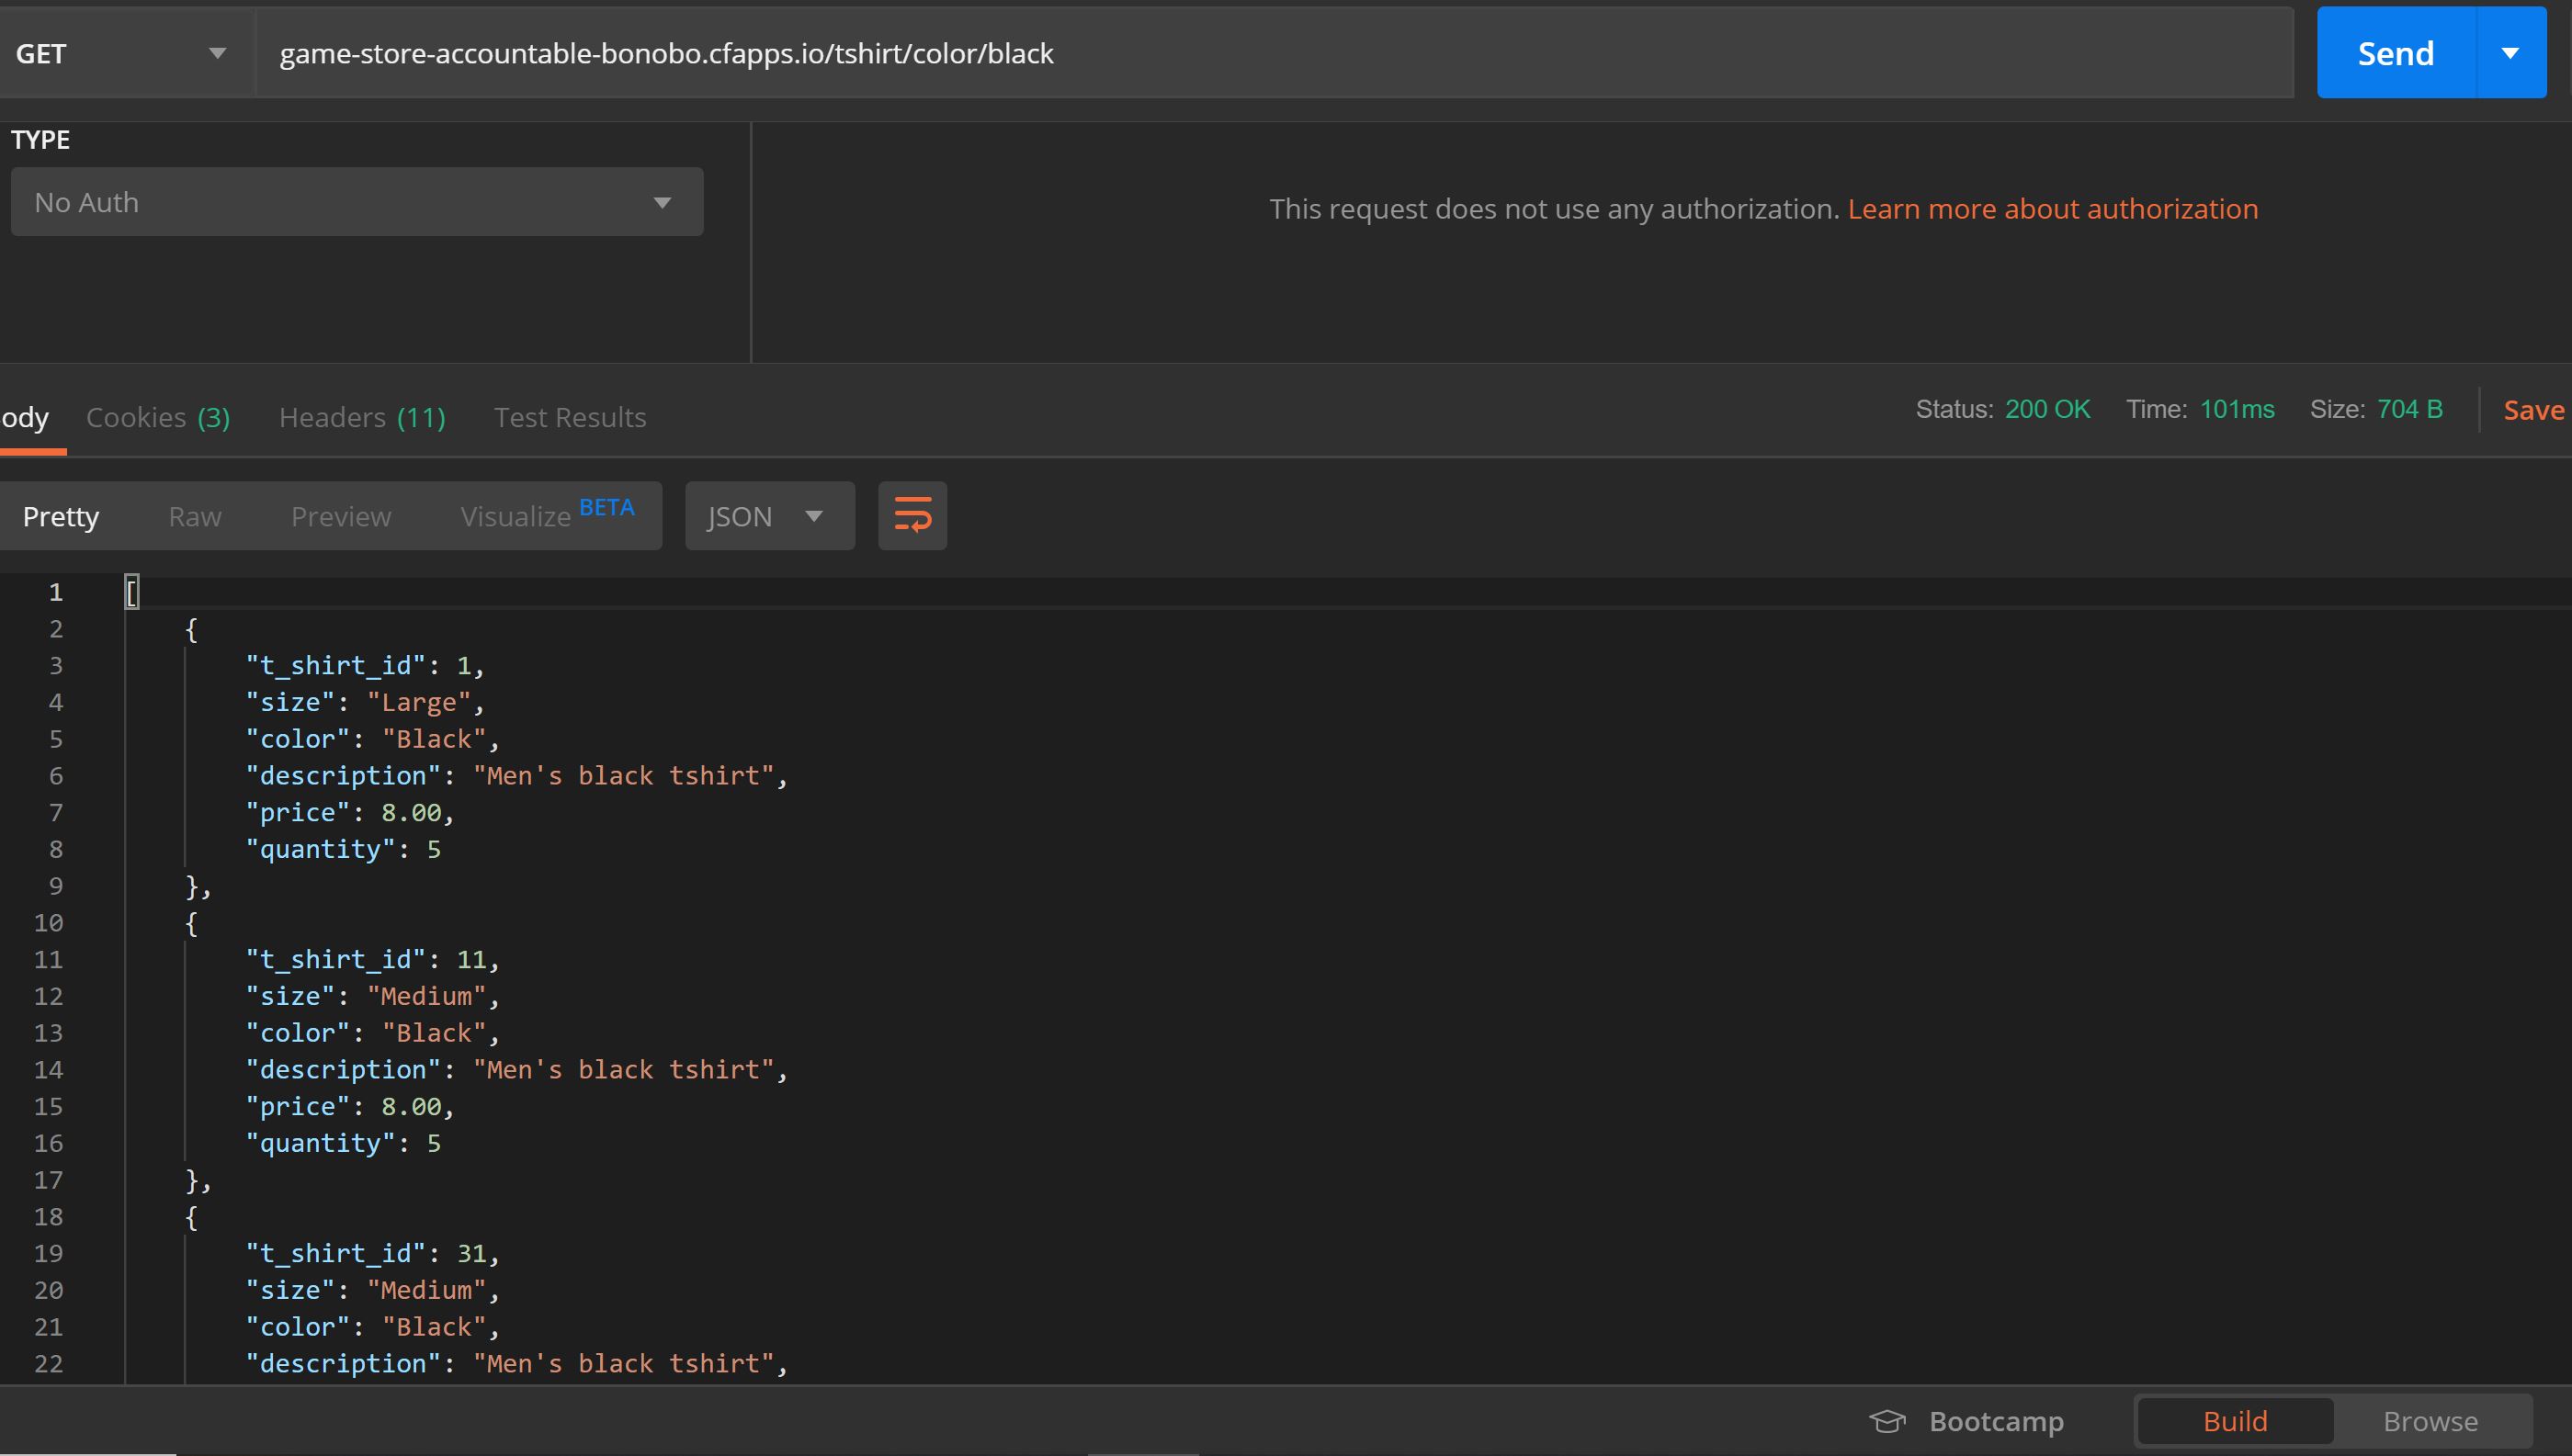 GET game-store-accountable-bonobo.cfapps.io/tshirt/color/black Send
TYPE
No Auth
This request does not use any authorization. Learn more about authorization
ody Cookies (3) Headers (11) Test Results Status: 200 OK Time: 101ms Size: 704 B Save
Pretty Raw Preview Visualize BETA JSON
1 [
2 {
3 "t_shirt_id": 1,
4 "size": "Large",
5 "color": "Black",
6 "description": "Men's black tshirt",
7 "price": 8.00,
8 "quantity": 5
9 },
10 {
11 "t_shirt_id": 11,
12 "size": "Medium",
13 "color": "Black",
14 "description": "Men's black tshirt",
15 "price": 8.00,
16 "quantity": 5
17 },
18 {
19 "t_shirt_id": 31,
20 "size": "Medium",
21 "color": "Black",
22 "description": "Men's black tshirt",
Bootcamp Build Browse